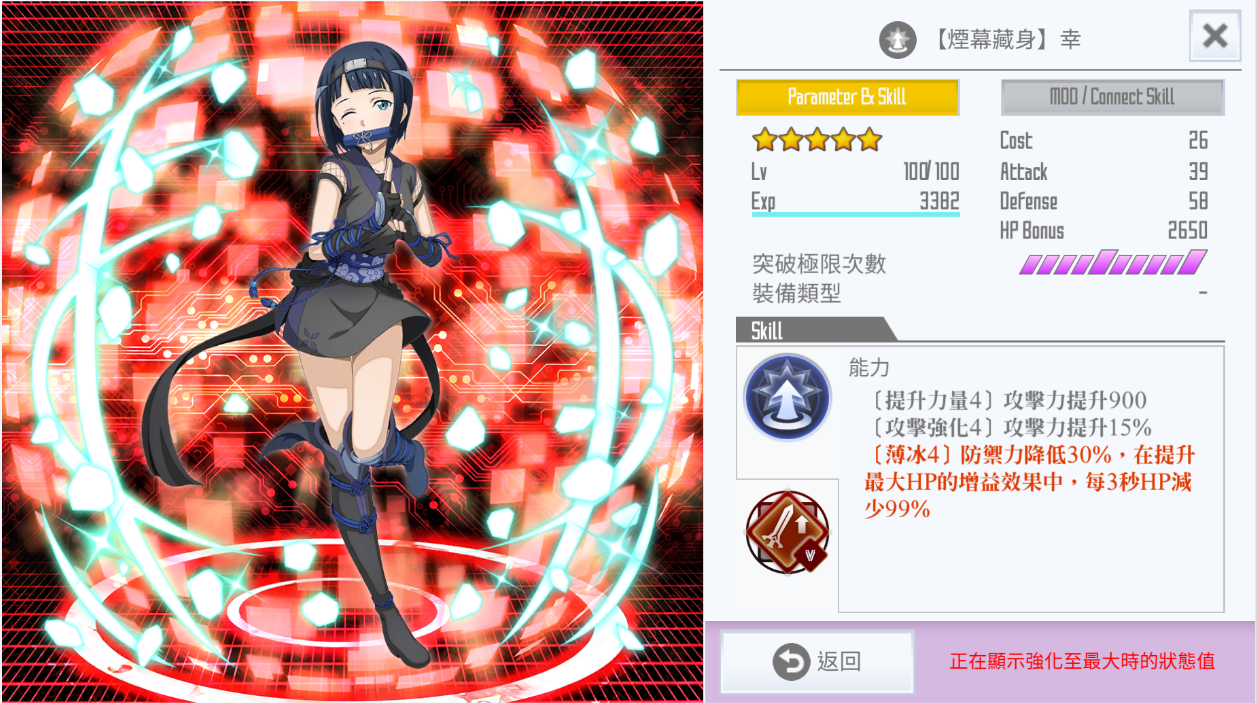 【煙幕藏身】幸
Parameter & Skill
MOD / Connect Skill
Lv 100/100
Exp 3382
Cost 26
Attack 39
Defense 58
HP Bonus 2650
突破極限次數
裝備類型 -
Skill
能力
〔提升力量4〕攻擊力提升900
〔攻擊強化4〕攻擊力提升15%
〔薄冰4〕防禦力降低30%，在提升
最大HP的增益效果中，每3秒HP減
少99%
V
返回
正在顯示強化至最大時的狀態值